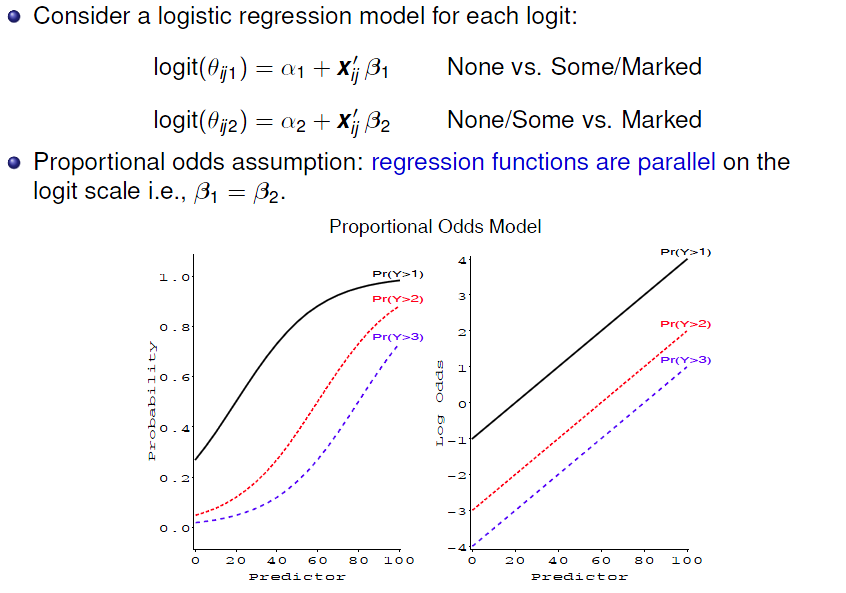 Consider a logistic regression model for each logit:
logit(θij1) = α1 + x′ij β1 None vs. Some/Marked
logit(θij2) = α2 + x′ij β2 None/Some vs. Marked
Proportional odds assumption: regression functions are parallel on the
logit scale i.e., β1 = β2.
Proportional Odds Model
Probability
1.0
0.8
0.6
0.4
0.2
0.0
Pr(Y>1)
Pr(Y>2)
Pr(Y>3)
0 20 40 60 80 100
Predictor
Log Odds
4
3
2
1
0
-1
-2
-3
-4
Pr(Y>1)
Pr(Y>2)
Pr(Y>3)
0 20 40 60 80 100
Predictor